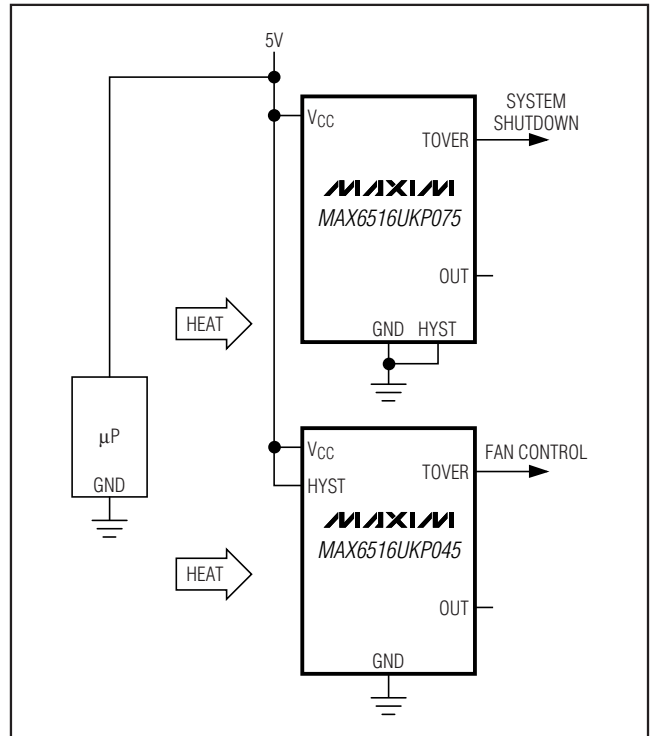 5V
VCC
TOVER
SYSTEM
SHUTDOWN
MAXIM
MAX6516UKP075
OUT
HEAT
GND HYST
µP
GND
VCC
HYST
TOVER
FAN CONTROL
MAXIM
MAX6516UKP045
HEAT
OUT
GND